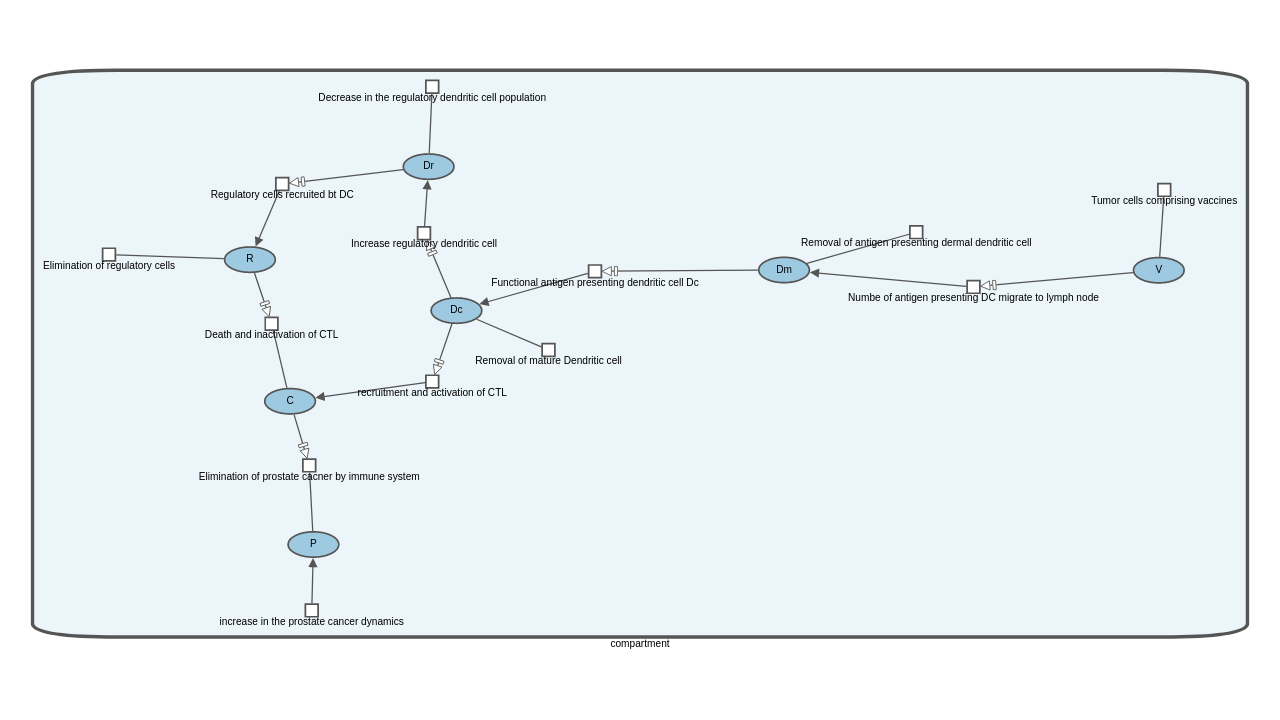 Decrease in the regulatory dendritic cell population
Dr
Regulatory cells recruited bt DC
Tumor cells comprising vaccines
Increase regulatory dendritic cell
Removal of antigen presenting dermal dendritic cell
R
Elimination of regulatory cells
Dm
V
Functional antigen presenting dendritic cell Dc
Numbe of antigen presenting DC migrate to lymph node
Dc
Death and inactivation of CTL
Removal of mature Dendritic cell
recruitment and activation of CTL
C
Elimination of prostate cacner by immune system
P
increase in the prostate cancer dynamics
compartment